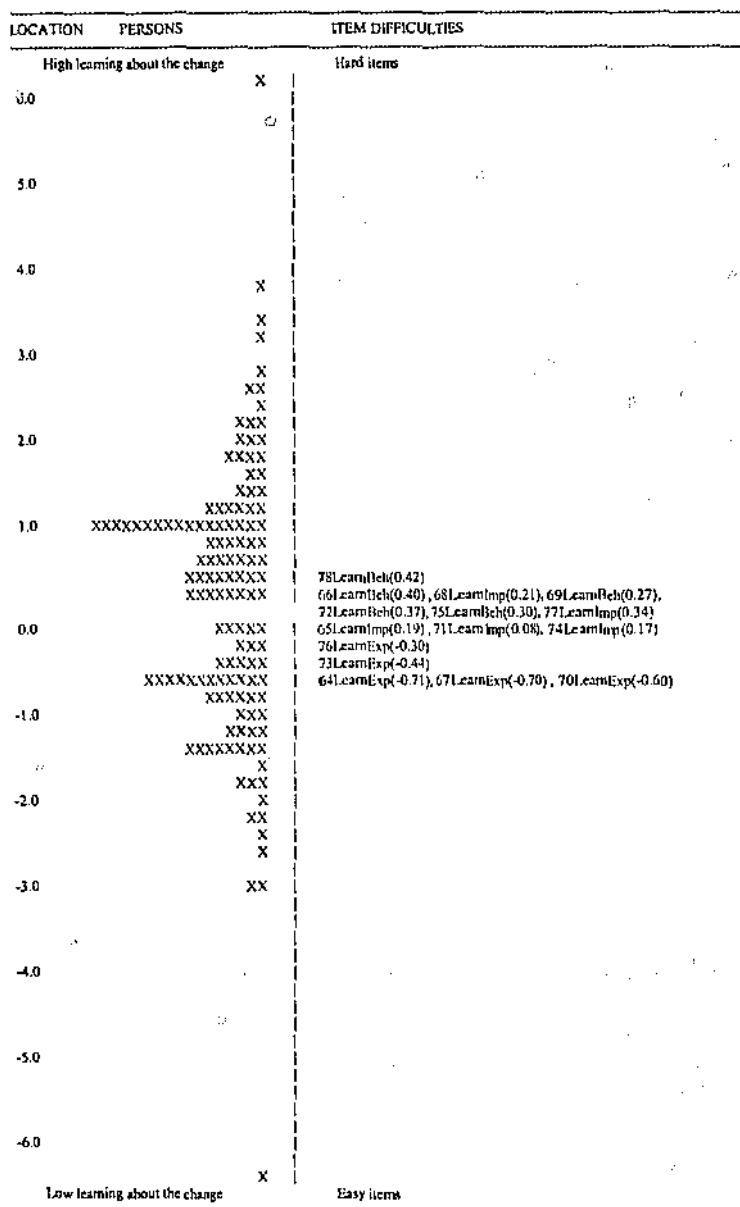 LOCATION PERSONS ITEM DIFFICULTIES
High learning about the change Hard items
X |
6.0
5.0
4.0
X
X
X
3.0
X
XX
X
XXX
2.0 XXX
XXXX
XX
XXX
XXXXXX
1.0 XXXXXXXXXXXXXXXXX
XXXXXX
XXXXXXX
XXXXXXXX 78LearnBeh(0.42)
XXXXXXXX 66LearnBeh(0.40), 68LearnImp(0.21), 69LearnBeh(0.27),
72LearnBeh(0.37), 75LearnBeh(0.30), 77LearnImp(0.34)
0.0 XXXXX 65LearnImp(0.19), 71LearnImp(0.08), 74LearnImp(0.17)
XXX 76LearnExp(-0.30)
XXXXX 73LearnExp(-0.44)
XXXXXXXXXXXX 64LearnExp(-0.71), 67LearnExp(-0.70), 70LearnExp(-0.60)
XXXXXX
-1.0 XXX
XXXX
XXXXXXXX
X
XXX
-2.0 X
XX
X
X
-3.0 XX
-4.0
-5.0
-6.0
X
Low learning about the change Easy items